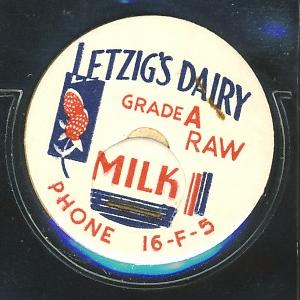 LETZIG'S DAIRY
GRADE A
RAW
MILK
PHONE 16-F-5